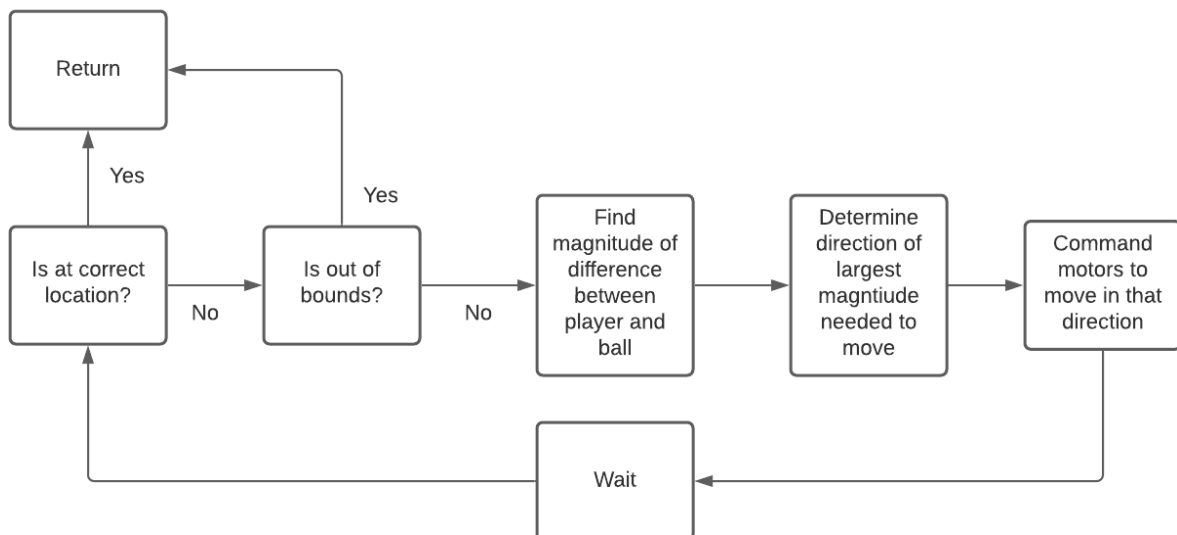 Return
Yes
Yes
Is at correct
location?
No
Is out of
bounds?
No
Find
magnitude of
difference
between
player and
ball
Determine
direction of
largest
magntiude
needed to
move
Command
motors to
move in that
direction
Wait